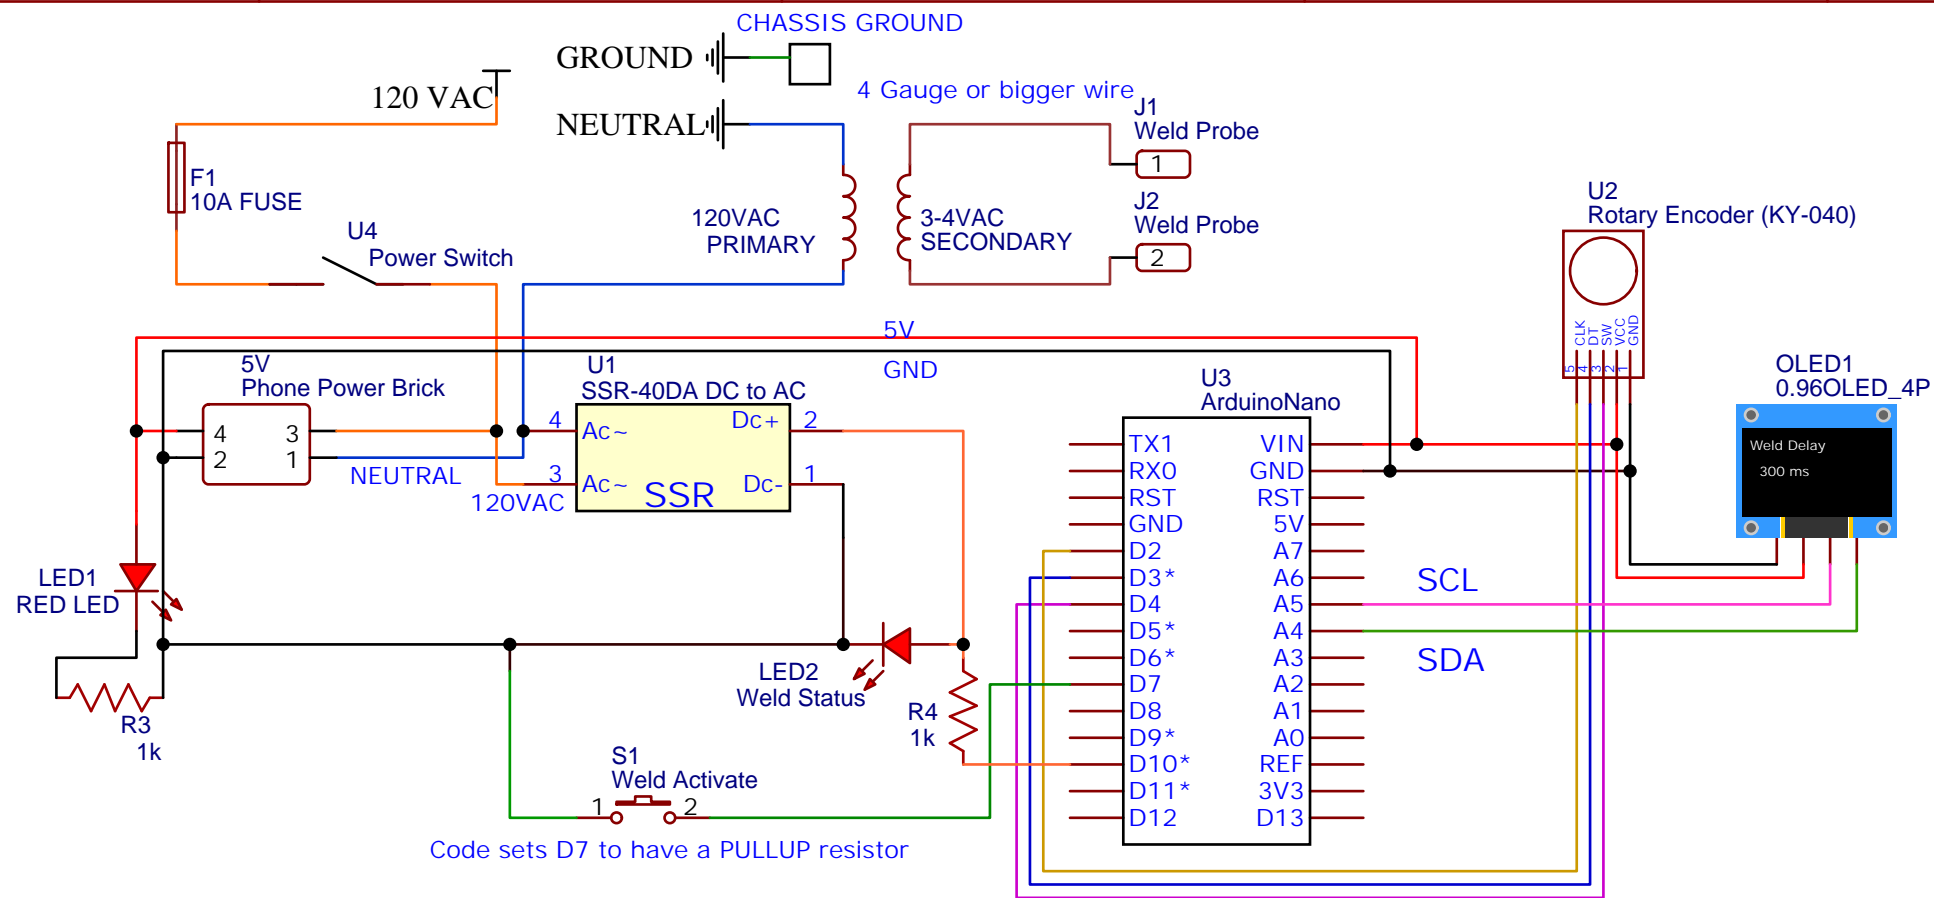 CHASSIS GROUND
GROUND
120 VAC
4 Gauge or bigger wire
NEUTRAL
J1
Weld Probe
1
F1
10A FUSE
J2
Weld Probe
2
120VAC
PRIMARY
3-4VAC
SECONDARY
U4
Power Switch
U2
Rotary Encoder (KY-040)
CLK
DT
SW
VCC
GND
5
4
3
2
1
5V
GND
5V
Phone Power Brick
4
2
3
1
NEUTRAL
120VAC
U1
SSR-40DA DC to AC
4
3
Ac~
Ac~
SSR
Dc+
Dc-
2
1
U3
ArduinoNano
TX1
RX0
RST
GND
D2
D3*
D4
D5*
D6*
D7
D8
D9*
D10*
D11*
D12
VIN
GND
RST
5V
A7
A6
A5
A4
A3
A2
A1
A0
REF
3V3
D13
OLED1
0.96OLED_4P
Weld Delay
300 ms
SCL
SDA
LED1
RED LED
R3
1k
LED2
Weld Status
R4
1k
S1
Weld Activate
1
2
Code sets D7 to have a PULLUP resistor